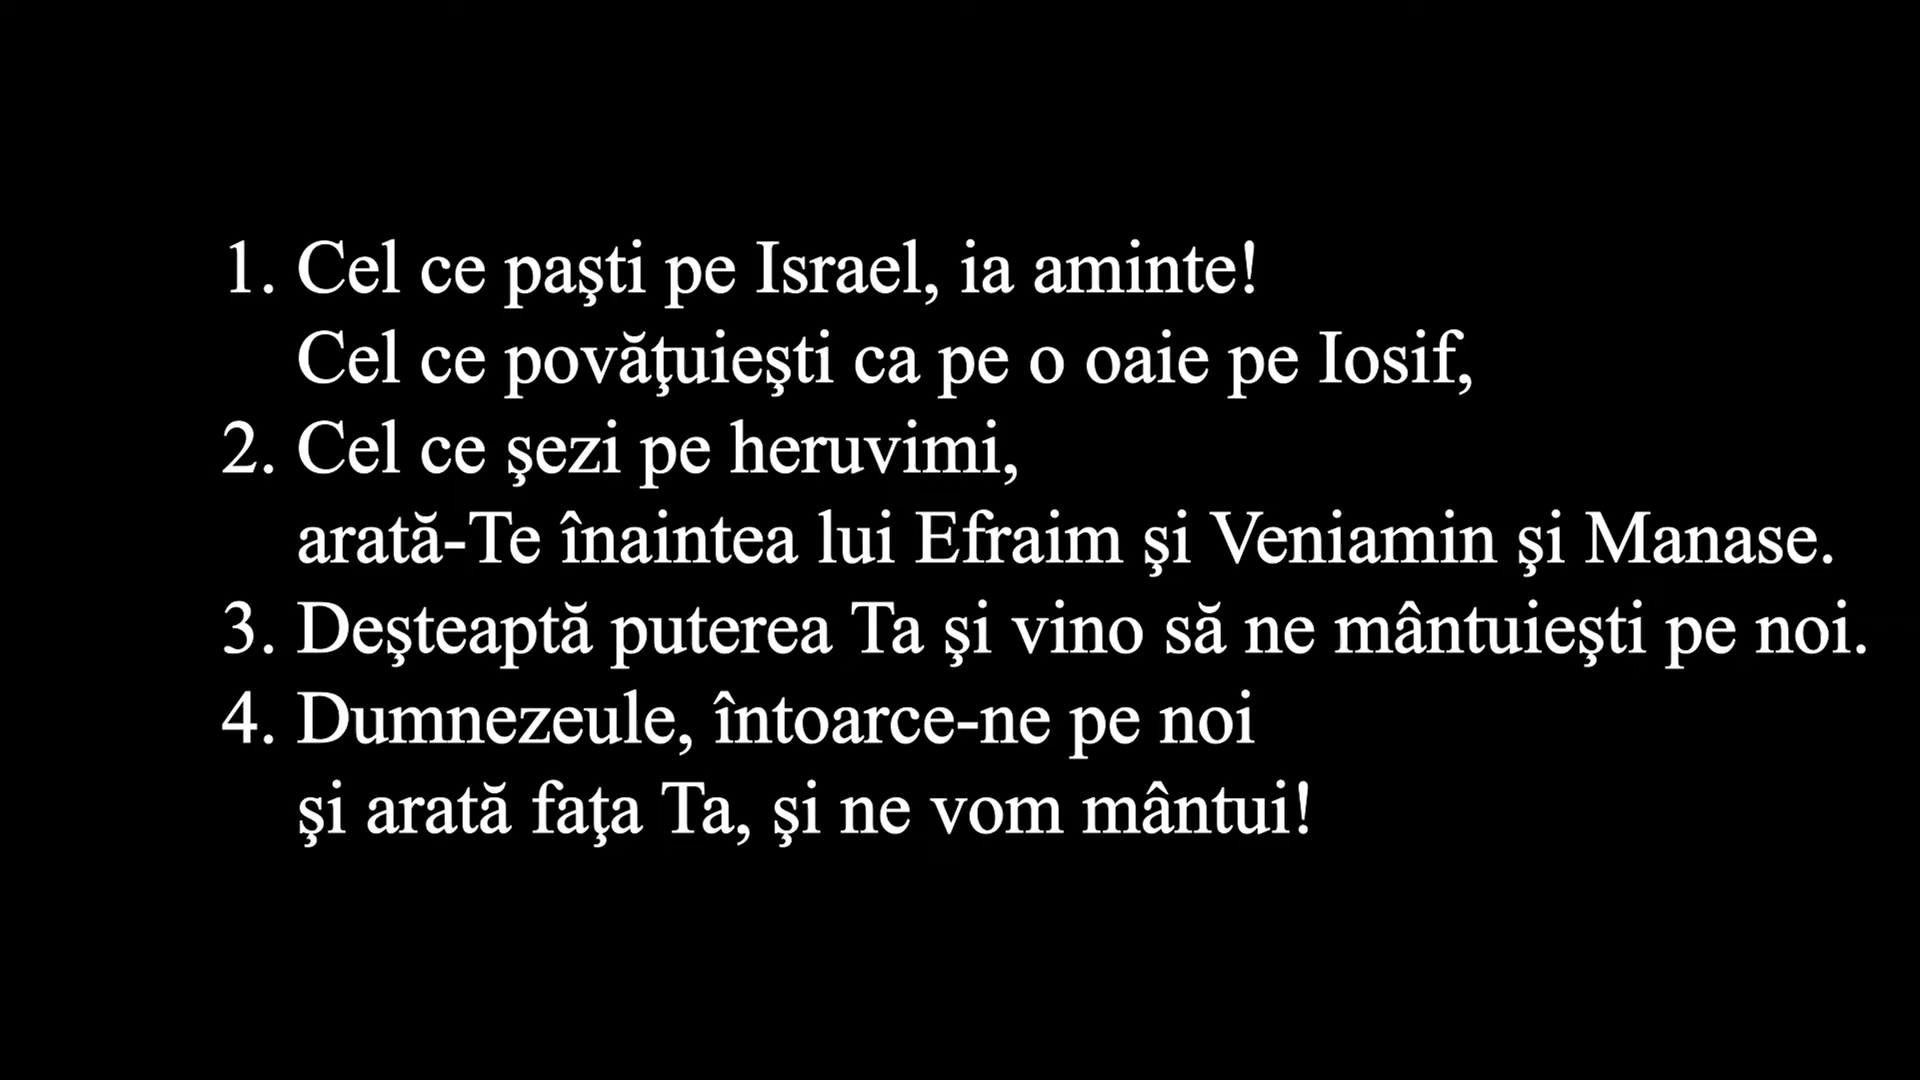 1. Cel ce paşti pe Israel, ia aminte!
Cel ce povăţuieşti ca pe o oaie pe Iosif,
2. Cel ce şezi pe heruvimi,
arată-Te înaintea lui Efraim şi Veniamin şi Manase.
3. Deşteaptă puterea Ta şi vino să ne mântuieşti pe noi.
4. Dumnezeule, întoarce-ne pe noi
şi arată faţa Ta, şi ne vom mântui!